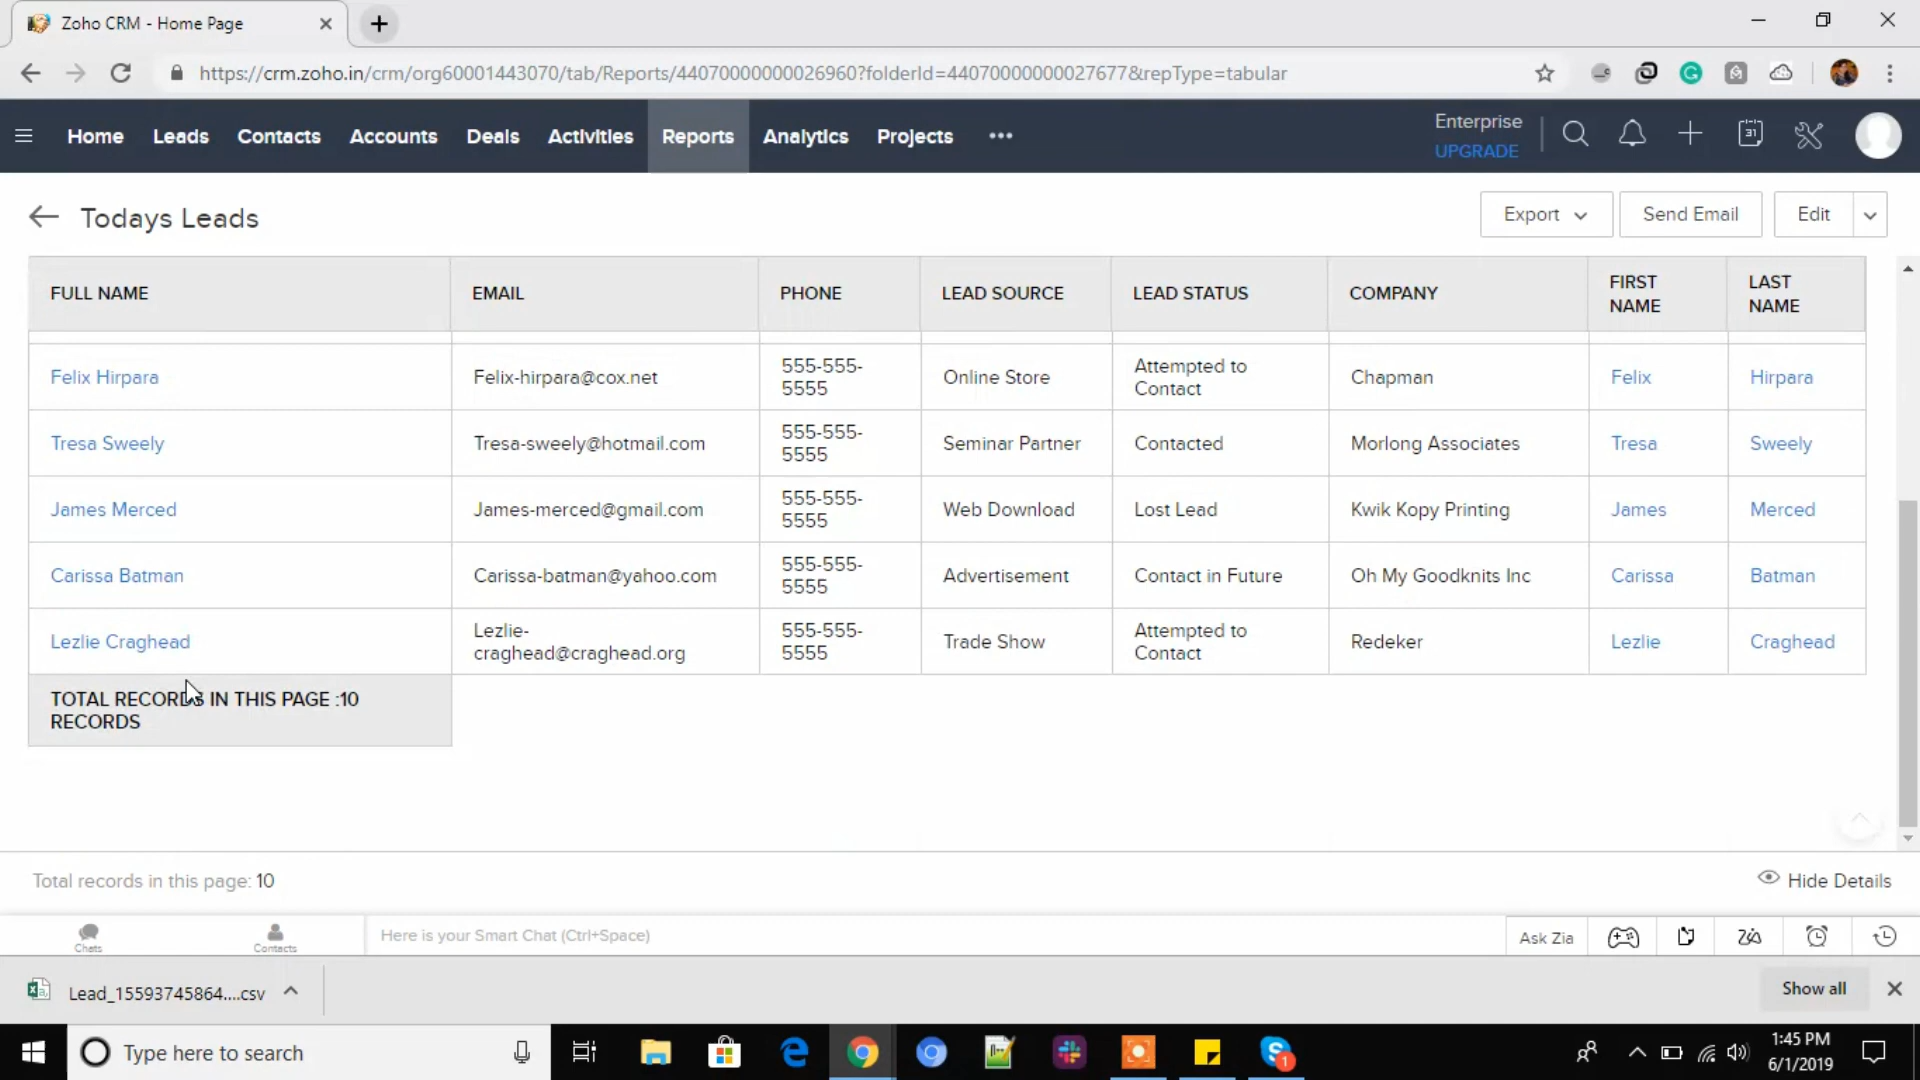 Zoho CRM - Home Page
https://crm.zoho.in/crm/org60001443070/tab/Reports/44070000000026960?folderId=44070000000027677&repType=tabular
Home Leads Contacts Accounts Deals Activities Reports Analytics Projects
Enterprise
UPGRADE
31
Todays Leads
Export Send Email Edit
FULL NAME EMAIL PHONE LEAD SOURCE LEAD STATUS COMPANY FIRST NAME LAST NAME
Felix Hirpara Felix-hirpara@cox.net 555-555-5555 Online Store Attempted to Contact Chapman Felix Hirpara
Tresa Sweely Tresa-sweely@hotmail.com 555-555-5555 Seminar Partner Contacted Morlong Associates Tresa Sweely
James Merced James-merced@gmail.com 555-555-5555 Web Download Lost Lead Kwik Kopy Printing James Merced
Carissa Batman Carissa-batman@yahoo.com 555-555-5555 Advertisement Contact in Future Oh My Goodknits Inc Carissa Batman
Lezlie Craghead Lezlie-craghead@craghead.org 555-555-5555 Trade Show Attempted to Contact Redeker Lezlie Craghead
TOTAL RECORDS IN THIS PAGE :10
RECORDS
Total records in this page: 10
Hide Details
Chats Contacts Here is your Smart Chat (Ctrl+Space) Ask Zia
Lead_15593745864....csv Show all
Type here to search
1:45 PM
6/1/2019